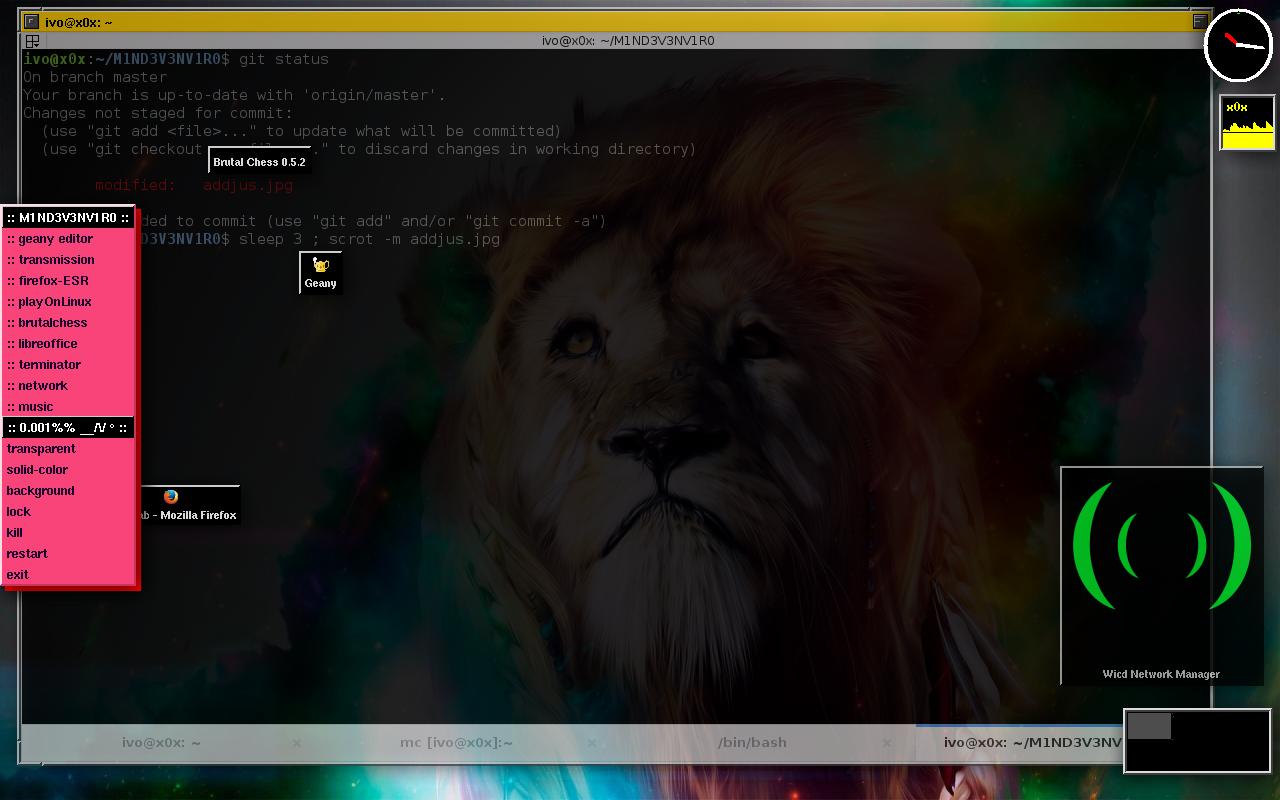 ivo@x0x: ~
ivo@x0x: ~/M1ND3V3NV1R0
ivo@x0x:~/M1ND3V3NV1R0$ git status
On branch master
Your branch is up-to-date with 'origin/master'.
Changes not staged for commit:
(use "git add <file>..." to update what will be committed)
(use "git checkout ." to discard changes in working directory)
modified: addjus.jpg
ded to commit (use "git add" and/or "git commit -a")
D3V3NV1R0$ sleep 3 ; scrot -m addjus.jpg
x0x
Brutal Chess 0.5.2
Geany
ab - Mozilla Firefox
:: M1ND3V3NV1R0 ::
:: geany editor
:: transmission
:: firefox-ESR
:: playOnLinux
:: brutalchess
:: libreoffice
:: terminator
:: network
:: music
:: 0.001%% __/V ° ::
transparent
solid-color
background
lock
kill
restart
exit
Wicd Network Manager
ivo@x0x: ~
mc [ivo@x0x]:~
/bin/bash
ivo@x0x: ~/M1ND3V3NV